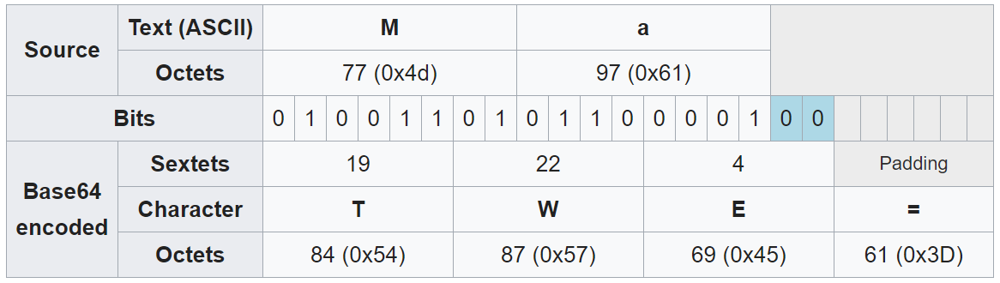 Source Text (ASCII) M a
Octets 77 (0x4d) 97 (0x61)
Bits 0 1 0 0 1 1 0 1 0 1 1 0 0 0 0 1 0 0
Base64 encoded Sextets 19 22 4 Padding
Character T W E =
Octets 84 (0x54) 87 (0x57) 69 (0x45) 61 (0x3D)